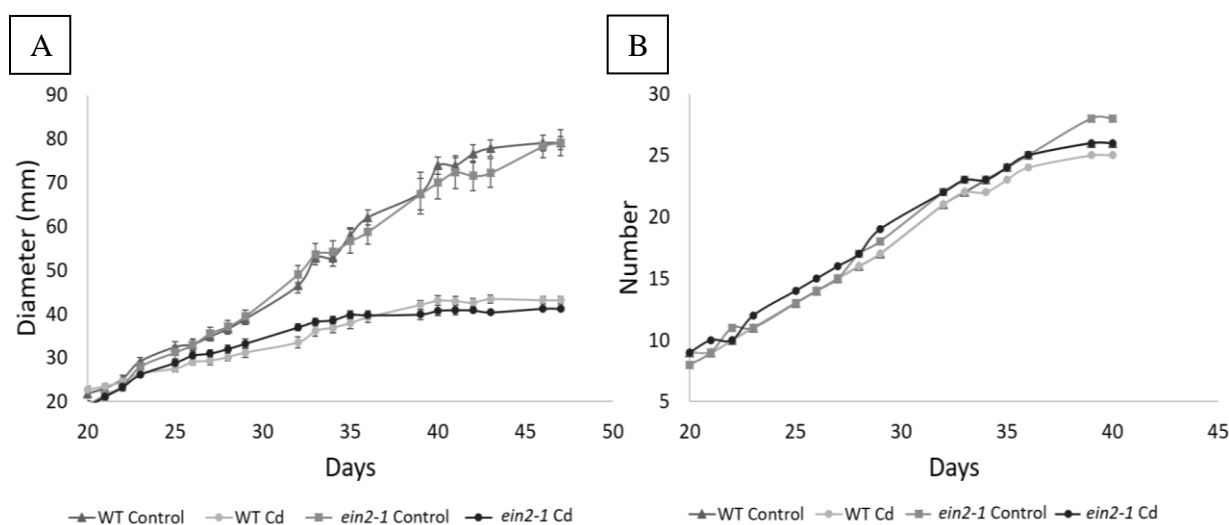 A
Diameter (mm)
90
80
70
60
50
40
30
20
20 25 30 35 40 45 50
Days
WT Control WT Cd ein2-1 Control ein2-1 Cd
B
Number
30
25
20
15
10
5
20 25 30 35 40 45
Days
WT Control WT Cd ein2-1 Control ein2-1 Cd